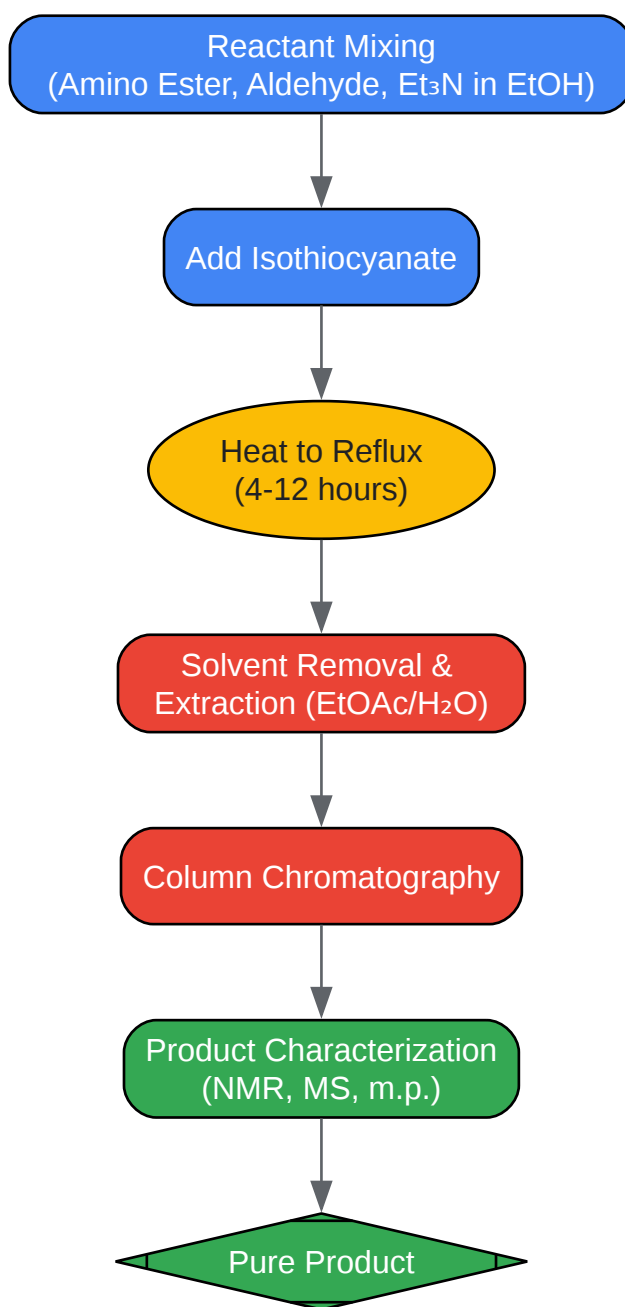 Reactant Mixing
(Amino Ester, Aldehyde, Et₃N in EtOH)
Add Isothiocyanate
Heat to Reflux
(4-12 hours)
Solvent Removal &
Extraction (EtOAc/H₂O)
Column Chromatography
Product Characterization
(NMR, MS, m.p.)
Pure Product